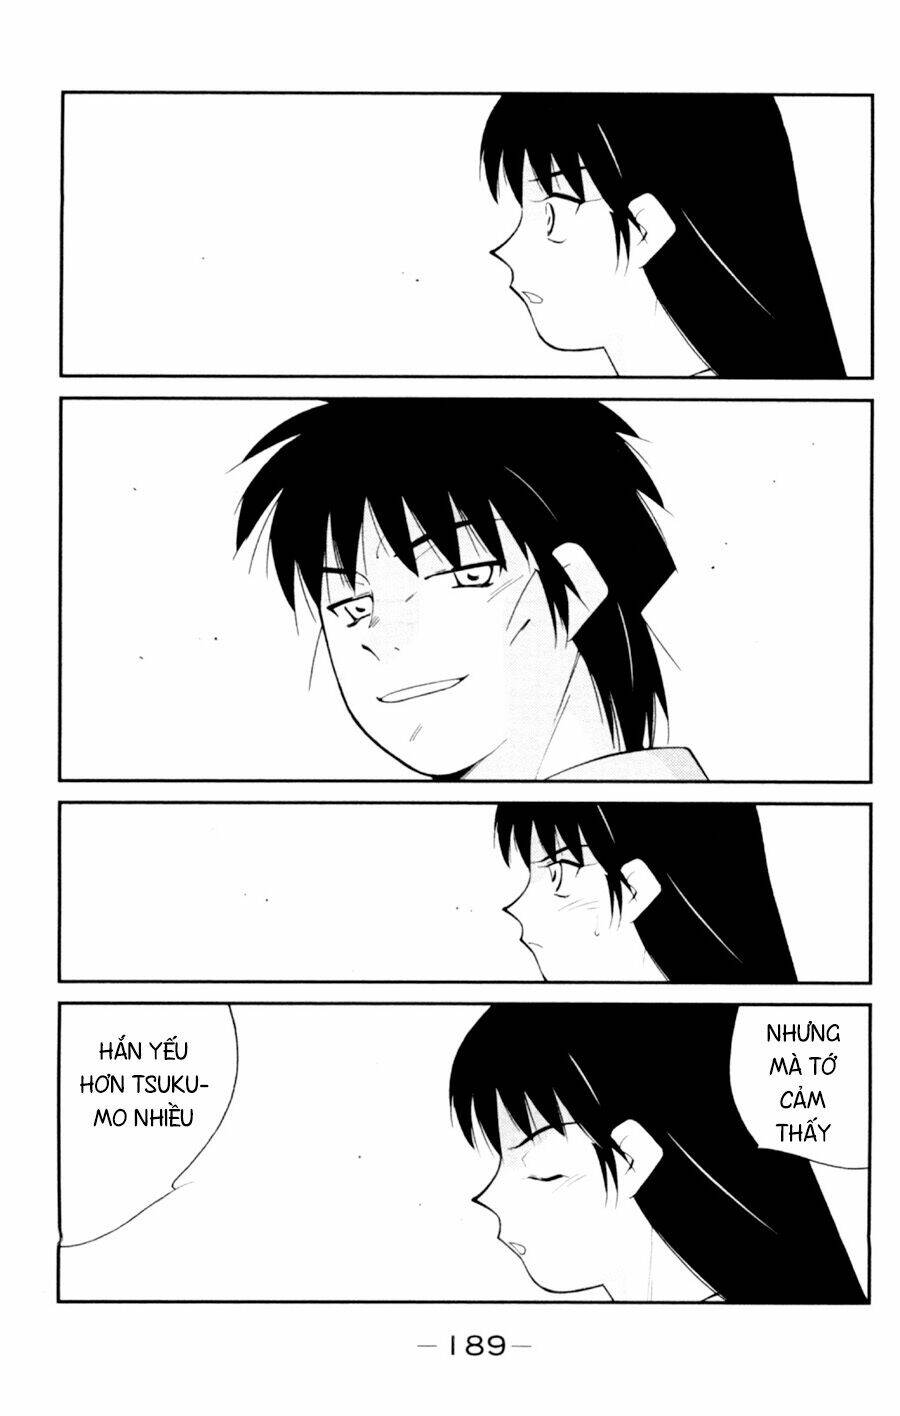 NHƯNG
MÀ TỚ
CẢM
THẤY
HẮN YẾU
HƠN TSUKU-
MO NHIỀU
—189—